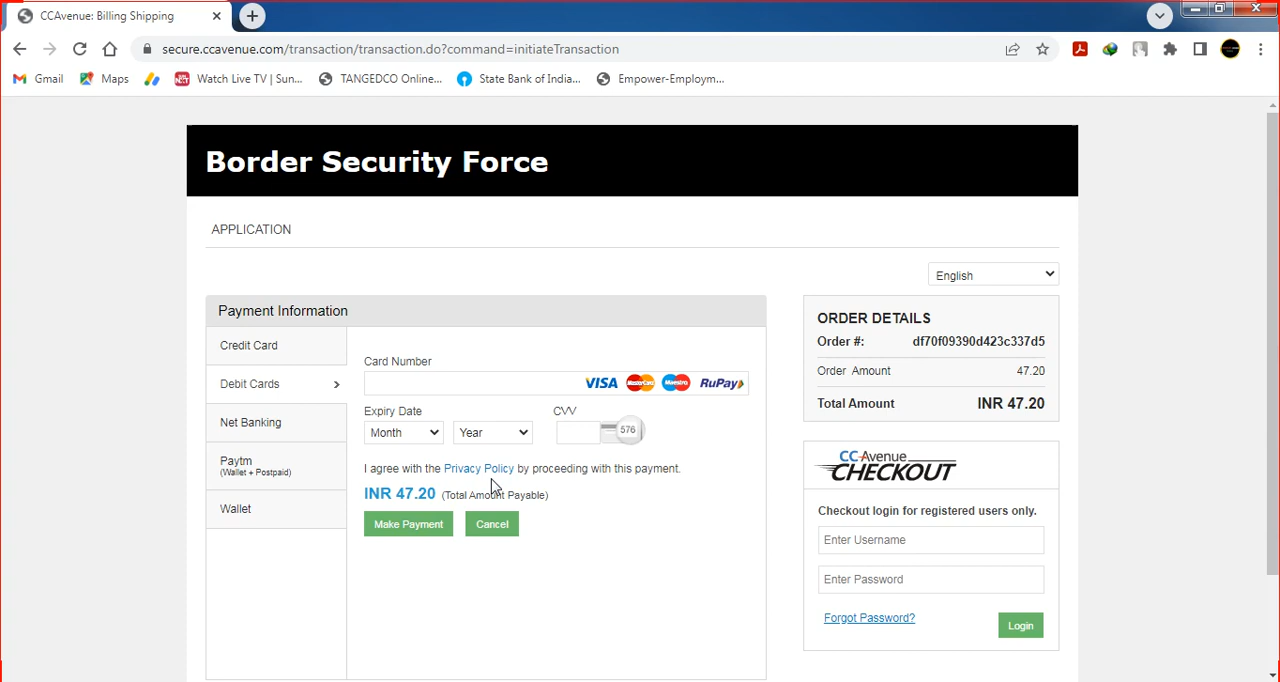 CCAvenue: Billing Shipping
secure.ccavenue.com/transaction/transaction.do?command=initiateTransaction
Gmail
Maps
Watch Live TV | Sun...
TANGEDCO Online...
State Bank of India...
Empower-Employm...
Border Security Force
APPLICATION
English
Payment Information
Credit Card
Debit Cards
Net Banking
Paytm
(Wallet + Postpaid)
Wallet
Card Number
VISA MasterCard Maestro RuPay
Expiry Date
CVV
Month
Year
576
I agree with the Privacy Policy by proceeding with this payment.
INR 47.20 (Total Amount Payable)
Make Payment
Cancel
ORDER DETAILS
Order #: df70f09390d423c337d5
Order Amount 47.20
Total Amount INR 47.20
CCAvenue
CHECKOUT
Checkout login for registered users only.
Enter Username
Enter Password
Forgot Password?
Login